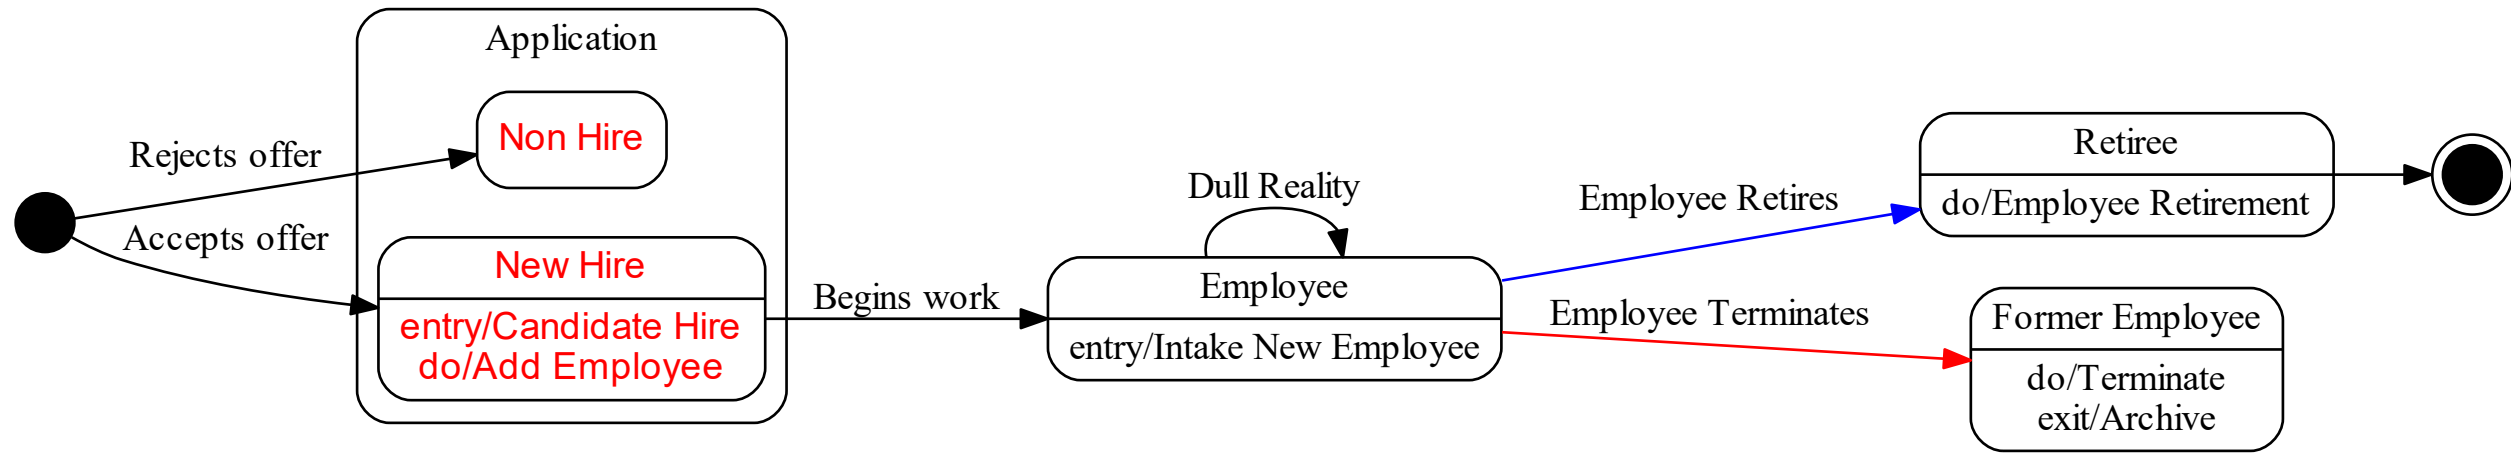 Application
Non Hire
Rejects offer
Accepts offer
New Hire
entry/Candidate Hire
do/Add Employee
Begins work
Dull Reality
Employee
entry/Intake New Employee
Employee Retires
Employee Terminates
Retiree
do/Employee Retirement
Former Employee
do/Terminate
exit/Archive